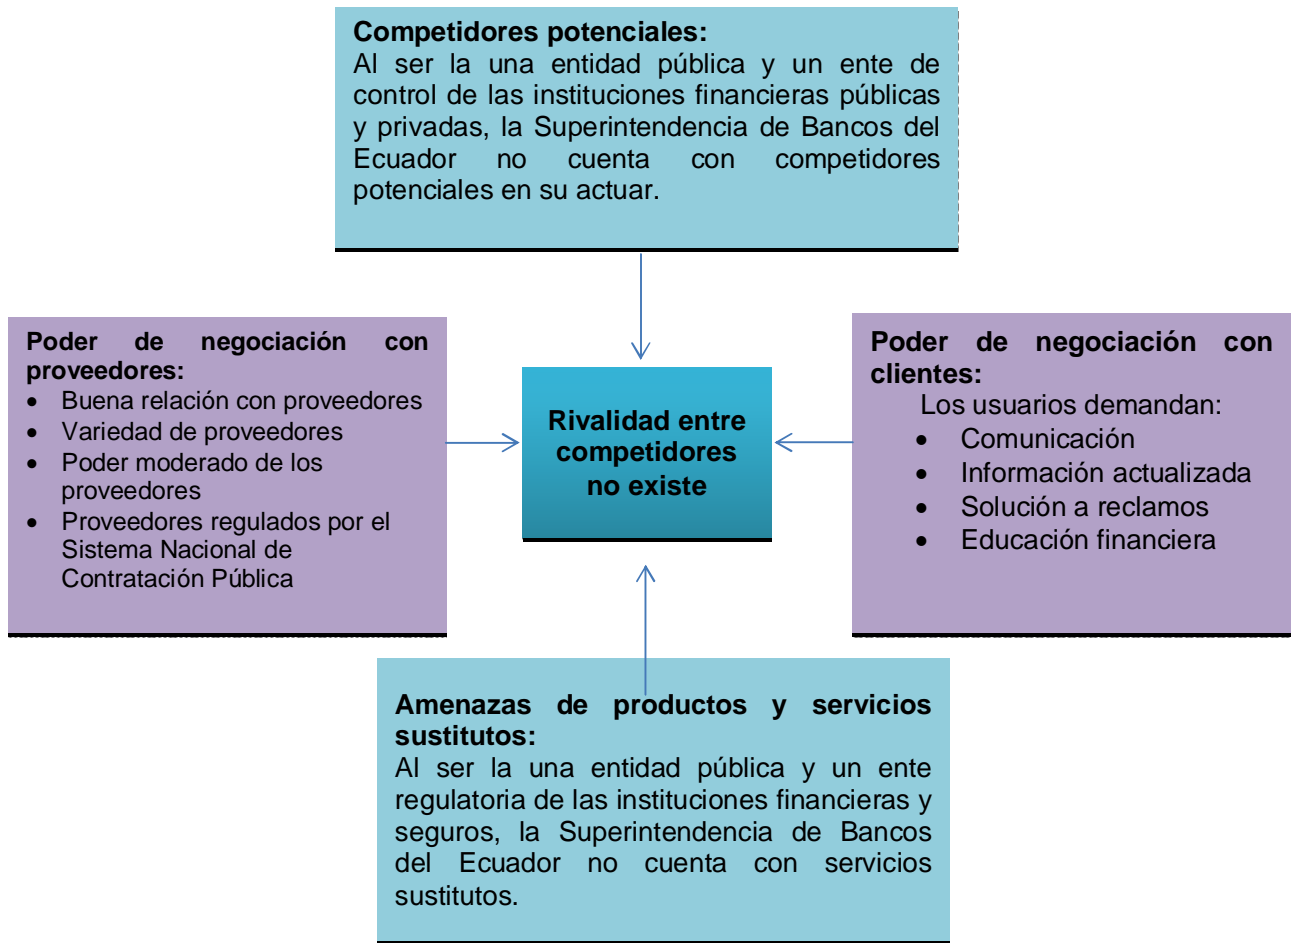 Competidores potenciales:
Al ser la una entidad pública y un ente de
control de las instituciones financieras públicas
y privadas, la Superintendencia de Bancos del
Ecuador no cuenta con competidores
potenciales en su actuar.
Poder de negociación con
proveedores:
• Buena relación con proveedores
• Variedad de proveedores
• Poder moderado de los
proveedores
• Proveedores regulados por el
Sistema Nacional de
Contratación Pública
Rivalidad entre
competidores
no existe
Poder de negociación con
clientes:
Los usuarios demandan:
• Comunicación
• Información actualizada
• Solución a reclamos
• Educación financiera
Amenazas de productos y servicios
sustitutos:
Al ser la una entidad pública y un ente
regulatoria de las instituciones financieras y
seguros, la Superintendencia de Bancos
del Ecuador no cuenta con servicios
sustitutos.